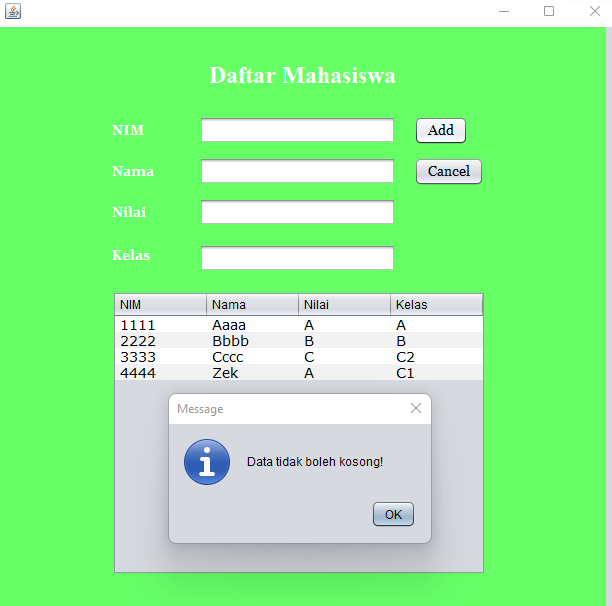 Daftar Mahasiswa
NIM Add
Nama Cancel
Nilai
Kelas
NIM Nama Nilai Kelas
1111 Aaaa A A
2222 Bbbb B B
3333 Cccc C C2
4444 Zek A C1
Message
Data tidak boleh kosong!
OK